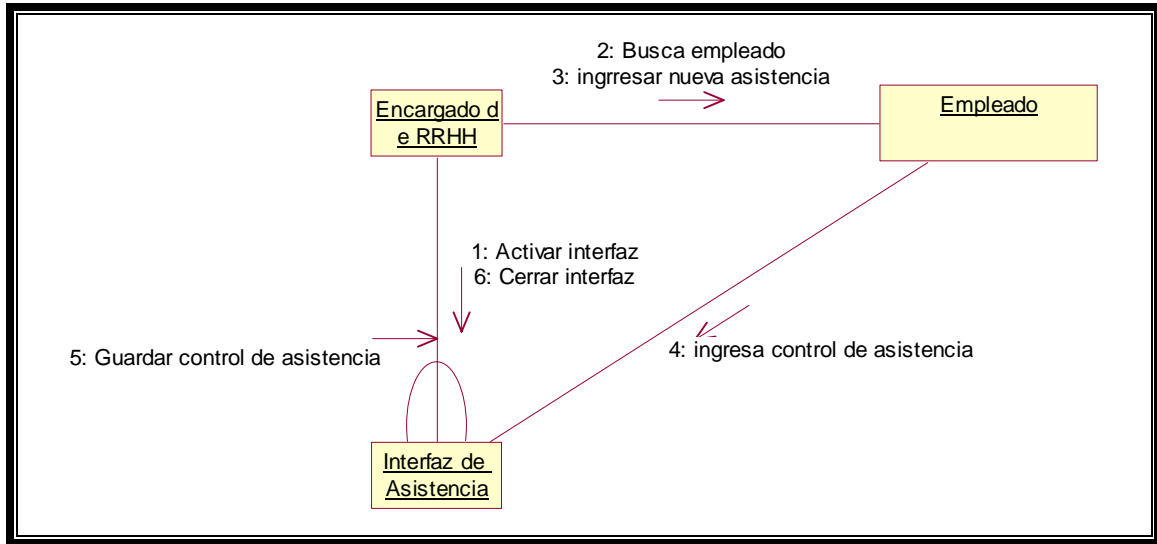 2: Busca empleado
3: ingrresar nueva asistencia
Encargado d
e RRHH
Empleado
1: Activar interfaz
6: Cerrar interfaz
5: Guardar control de asistencia
4: ingresa control de asistencia
Interfaz de
Asistencia